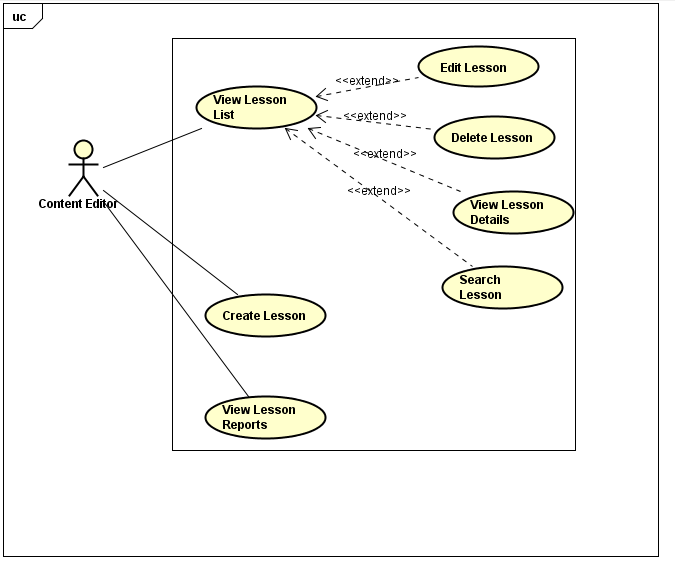 uc
Edit Lesson
<<extend>>
View Lesson
List
<<extend>>
Delete Lesson
<<extend>>
<<extend>>
View Lesson
Details
Content Editor
Search
Lesson
Create Lesson
View Lesson
Reports